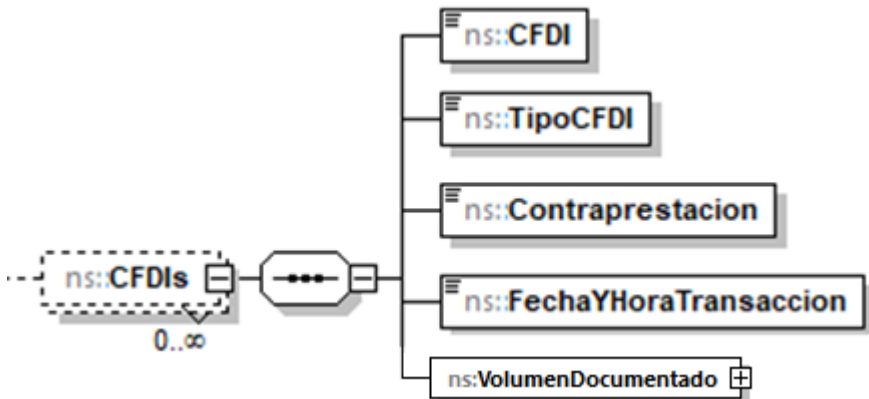 ns::CFDI
ns::TipoCFDI
ns::Contraprestacion
ns::CFDIs
0..∞
ns::FechaYHoraTransaccion
ns:VolumenDocumentado